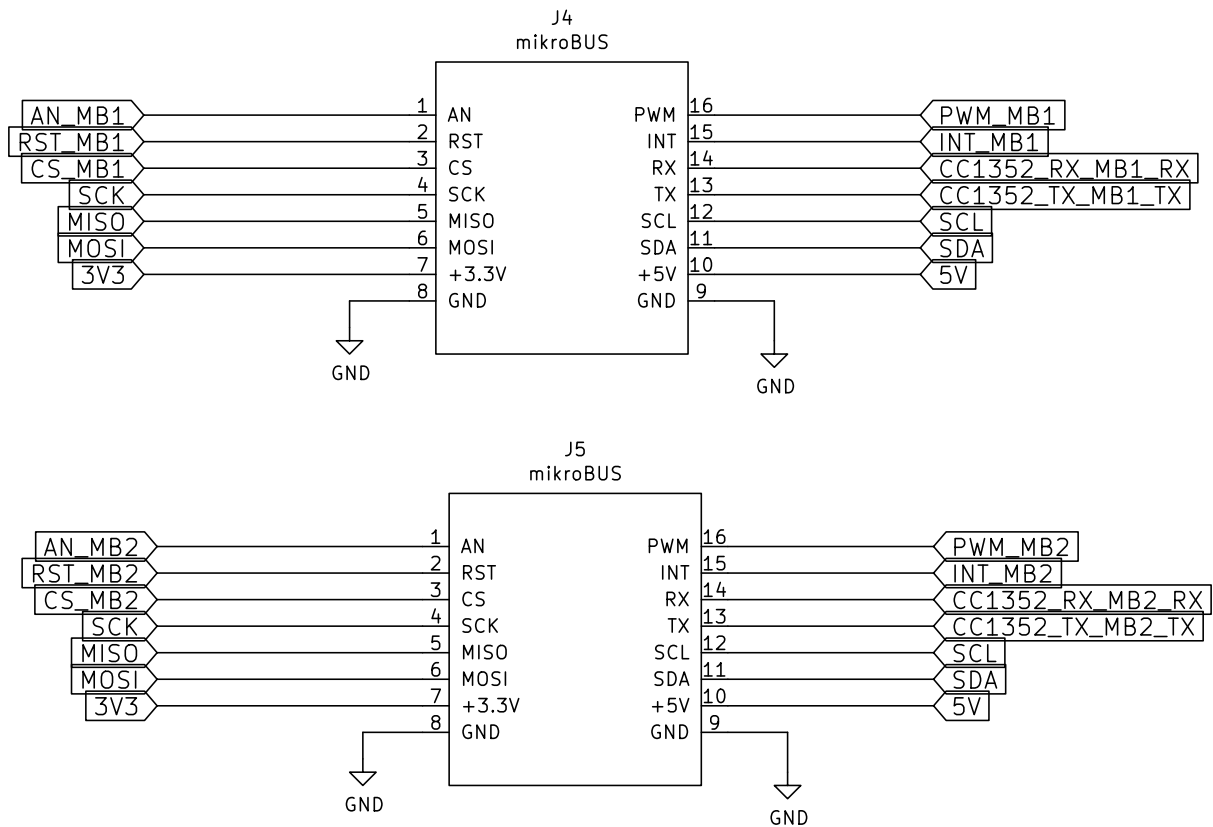 J4
mikroBUS
AN_MB1 1 AN PWM 16 PWM_MB1
RST_MB1 2 RST INT 15 INT_MB1
CS_MB1 3 CS RX 14 CC1352_RX_MB1_RX
SCK 4 SCK TX 13 CC1352_TX_MB1_TX
MISO 5 MISO SCL 12 SCL
MOSI 6 MOSI SDA 11 SDA
3V3 7 +3.3V +5V 10 5V
8 GND GND 9
GND
GND
J5
mikroBUS
AN_MB2 1 AN PWM 16 PWM_MB2
RST_MB2 2 RST INT 15 INT_MB2
CS_MB2 3 CS RX 14 CC1352_RX_MB2_RX
SCK 4 SCK TX 13 CC1352_TX_MB2_TX
MISO 5 MISO SCL 12 SCL
MOSI 6 MOSI SDA 11 SDA
3V3 7 +3.3V +5V 10 5V
8 GND GND 9
GND
GND